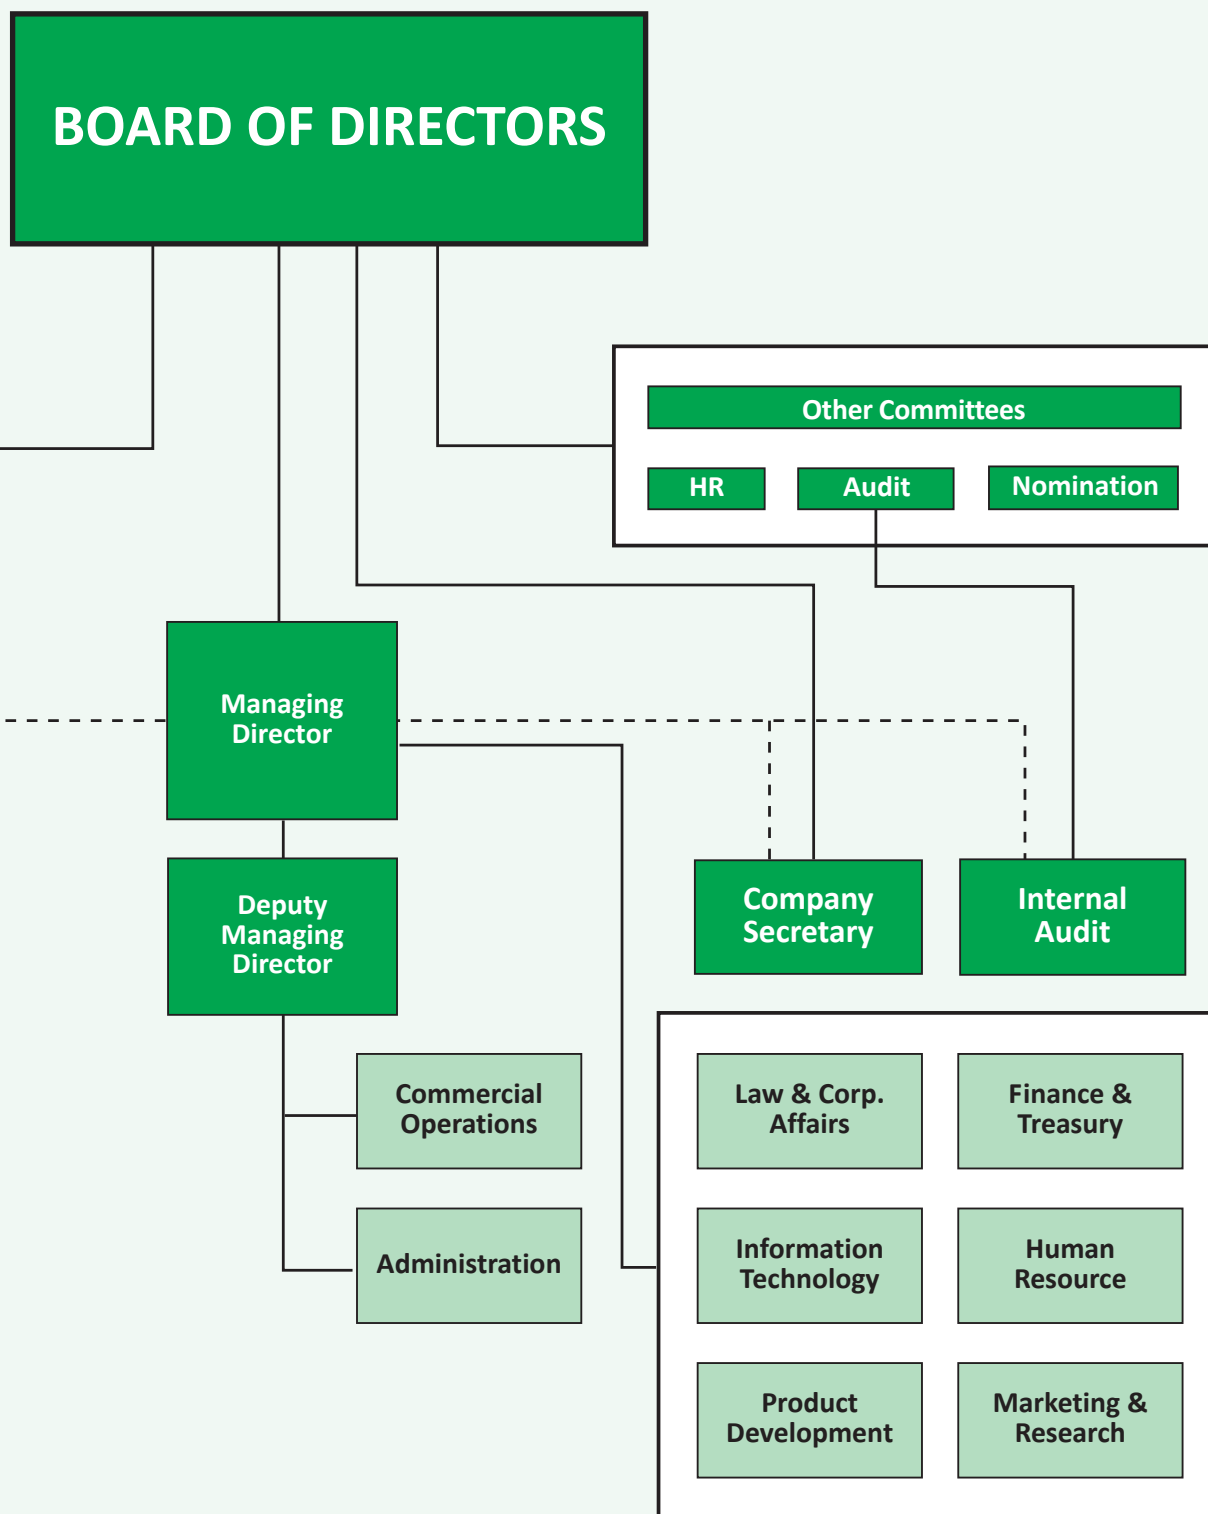 BOARD OF DIRECTORS
Other Committees
HR
Audit
Nomination
Managing
Director
Deputy
Managing
Director
Company
Secretary
Internal
Audit
Commercial
Operations
Administration
Law & Corp.
Affairs
Finance &
Treasury
Information
Technology
Human
Resource
Product
Development
Marketing &
Research